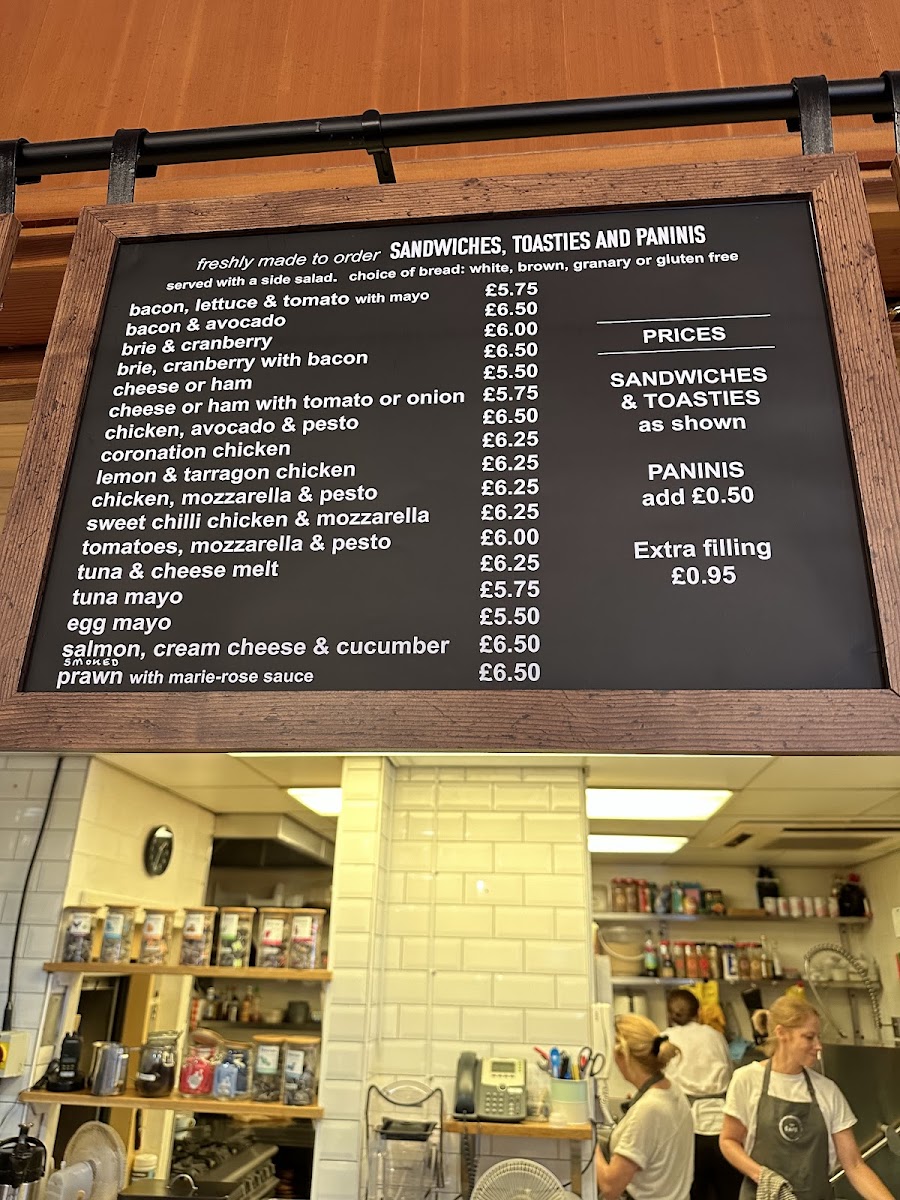 freshly made to order SANDWICHES, TOASTIES AND PANINIS
served with a side salad. choice of bread: white, brown, granary or gluten free
bacon, lettuce & tomato with mayo £5.75
bacon & avocado £6.50
brie & cranberry £6.00
brie, cranberry with bacon £6.50
cheese or ham £5.50
cheese or ham with tomato or onion £5.75
chicken, avocado & pesto £6.50
coronation chicken £6.25
lemon & tarragon chicken £6.25
chicken, mozzarella & pesto £6.25
sweet chilli chicken & mozzarella £6.25
tomatoes, mozzarella & pesto £6.00
tuna & cheese melt £6.25
tuna mayo £5.75
egg mayo £5.50
salmon, cream cheese & cucumber £6.50
SMOKED
prawn with marie-rose sauce £6.50
PRICES
SANDWICHES
& TOASTIES
as shown
PANINIS
add £0.50
Extra filling
£0.95